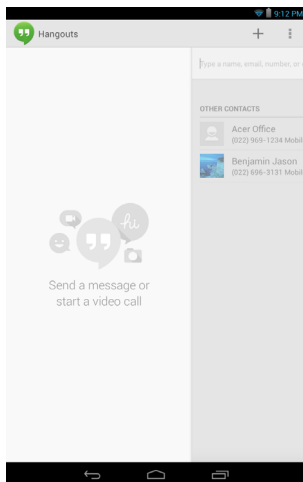 9:12 PM
Hangouts
Type a name, email, number, or
OTHER CONTACTS
Acer Office
(022) 969-1234 Mobil
Benjamin Jason
(022) 696-3131 Mobil
hi
Send a message or
start a video call